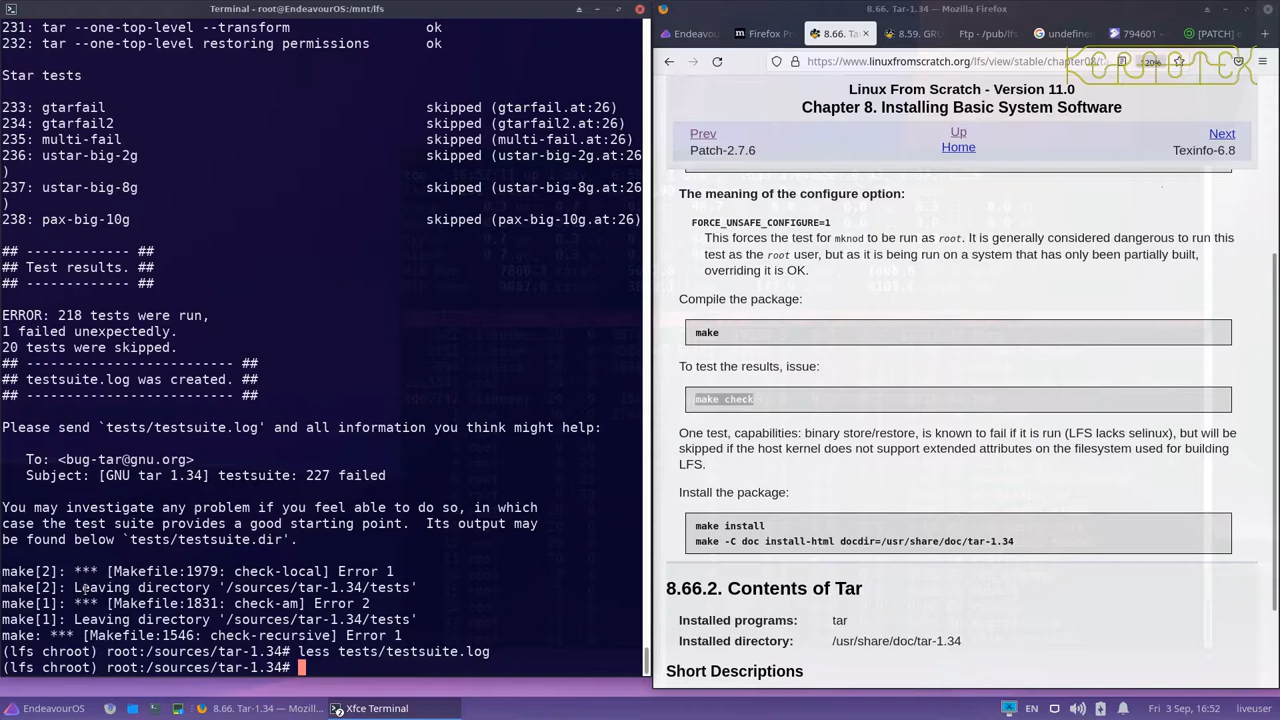 Terminal - root@EndeavourOS:/mnt/lfs
231: tar --one-top-level --transform ok
232: tar --one-top-level restoring permissions ok
Star tests
233: gtarfail skipped (gtarfail.at:26)
234: gtarfail2 skipped (gtarfail2.at:26)
235: multi-fail skipped (multi-fail.at:26)
236: ustar-big-2g skipped (ustar-big-2g.at:26
)
237: ustar-big-8g skipped (ustar-big-8g.at:26
)
238: pax-big-10g skipped (pax-big-10g.at:26)
## ------------- ##
## Test results. ##
## ------------- ##
ERROR: 218 tests were run,
1 failed unexpectedly.
20 tests were skipped.
## -------------------------- ##
## testsuite.log was created. ##
## -------------------------- ##
Please send `tests/testsuite.log' and all information you think might help:
To: <bug-tar@gnu.org>
Subject: [GNU tar 1.34] testsuite: 227 failed
You may investigate any problem if you feel able to do so, in which
case the test suite provides a good starting point.  Its output may
be found below `tests/testsuite.dir'.
make[2]: *** [Makefile:1979: check-local] Error 1
make[2]: Leaving directory '/sources/tar-1.34/tests'
make[1]: *** [Makefile:1831: check-am] Error 2
make[1]: Leaving directory '/sources/tar-1.34/tests'
make: *** [Makefile:1546: check-recursive] Error 1
(lfs chroot) root:/sources/tar-1.34# less tests/testsuite.log
(lfs chroot) root:/sources/tar-1.34#
8.66. Tar-1.34 — Mozilla Firefox
Endeavour
Firefox Pr
8.66. Tar-1.34
8.59. GRU
Ftp - /pub/lfs
undefined
794601 -
[PATCH] e
https://www.linuxfromscratch.org/lfs/view/stable/chapter08/t
120%
Linux From Scratch - Version 11.0
Chapter 8. Installing Basic System Software
Prev Up Next
Patch-2.7.6 Home Texinfo-6.8
The meaning of the configure option:
FORCE_UNSAFE_CONFIGURE=1
This forces the test for mknod to be run as root. It is generally considered dangerous to run this
test as the root user, but as it is being run on a system that has only been partially built,
overriding it is OK.
Compile the package:
make
To test the results, issue:
make check
One test, capabilities: binary store/restore, is known to fail if it is run (LFS lacks selinux), but will be
skipped if the host kernel does not support extended attributes on the filesystem used for building
LFS.
Install the package:
make install
make -C doc install-html docdir=/usr/share/doc/tar-1.34
8.66.2. Contents of Tar
Installed programs: tar
Installed directory: /usr/share/doc/tar-1.34
Short Descriptions
EndeavourOS
8.66. Tar-1.34 — Mozill...
Xfce Terminal
EN
Fri 3 Sep, 16:52
liveuser